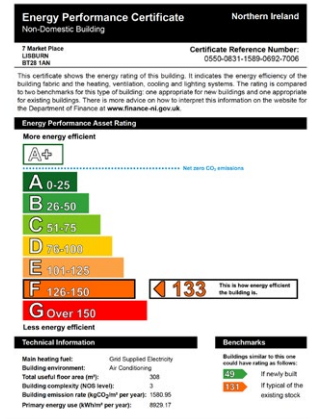 Energy Performance Certificate
Northern Ireland
Non-Domestic Building
7 Market Place
LISBURN
BT28 1AN
Certificate Reference Number:
0550-0831-1589-0692-7006
This certificate shows the energy rating of this building. It indicates the energy efficiency of the
building fabric and the heating, ventilation, cooling and lighting systems. The rating is compared
to two benchmarks for this type of building: one appropriate for new buildings and one appropriate
for existing buildings. There is more advice on how to interpret this information on the website for
the Department of Finance at www.finance-ni.gov.uk.
Energy Performance Asset Rating
More energy efficient
A+
Net zero CO₂ emissions
A 0-25
B 26-50
C 51-75
D 76-100
E 101-125
F 126-150
133
This is how energy efficient
the building is.
G Over 150
Less energy efficient
Technical Information
Main heating fuel: Grid Supplied Electricity
Building environment: Air Conditioning
Total useful floor area (m²): 308
Building complexity (NOS level): 3
Building emission rate (kgCO₂/m² per year): 1580.95
Primary energy use (kWh/m² per year): 8929.17
Benchmarks
Buildings similar to this one
could have rating as follows:
49 If newly built
131 If typical of the
existing stock